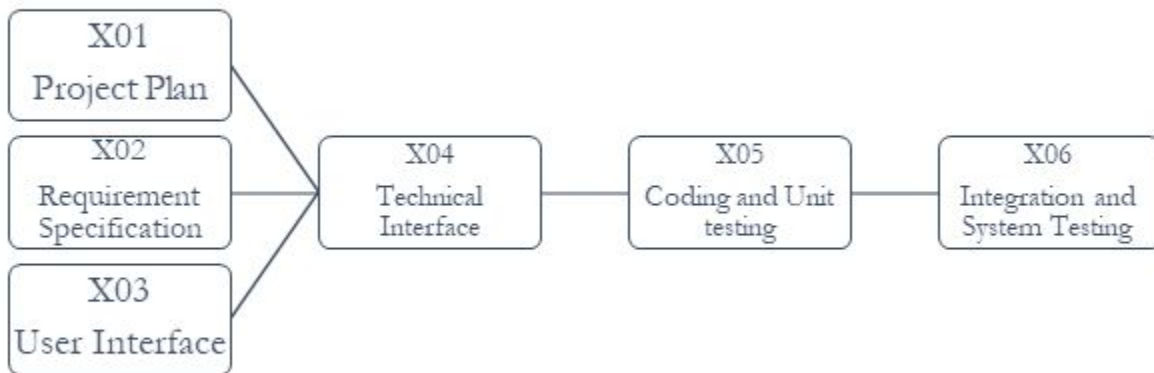 X01
Project Plan
X02
Requirement
Specification
X03
User Interface
X04
Technical
Interface
X05
Coding and Unit
testing
X06
Integration and
System Testing